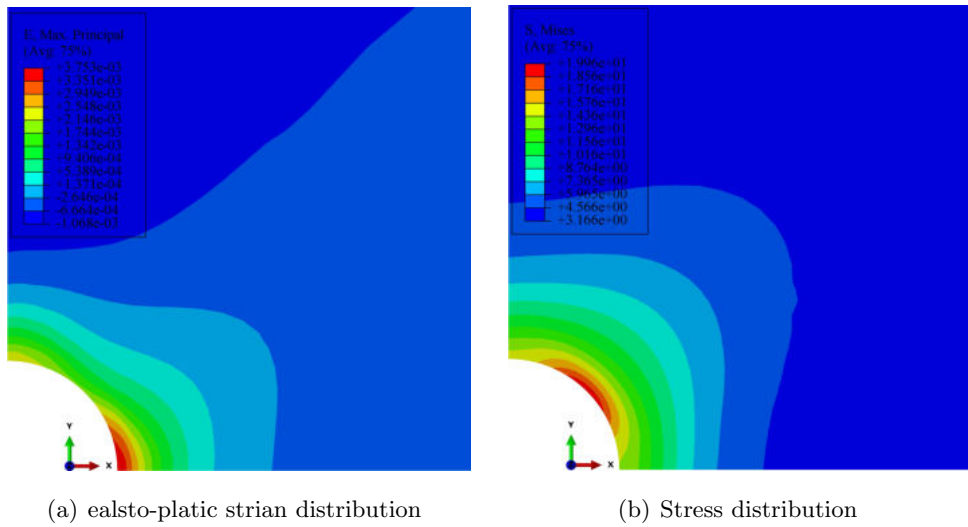 E, Max. Principal
(Avg: 75%)
+3.753e-03
+3.351e-03
+2.949e-03
+2.548e-03
+2.146e-03
+1.744e-03
+1.342e-03
+9.406e-04
+5.389e-04
+1.371e-04
-2.646e-04
-6.664e-04
-1.068e-03
Y
X
S, Mises
(Avg: 75%)
+1.996e+01
+1.856e+01
+1.716e+01
+1.576e+01
+1.436e+01
+1.296e+01
+1.156e+01
+1.016e+01
+8.764e+00
+7.365e+00
+5.965e+00
+4.566e+00
+3.166e+00
Y
X
(a) ealsto-platic strian distribution
(b) Stress distribution